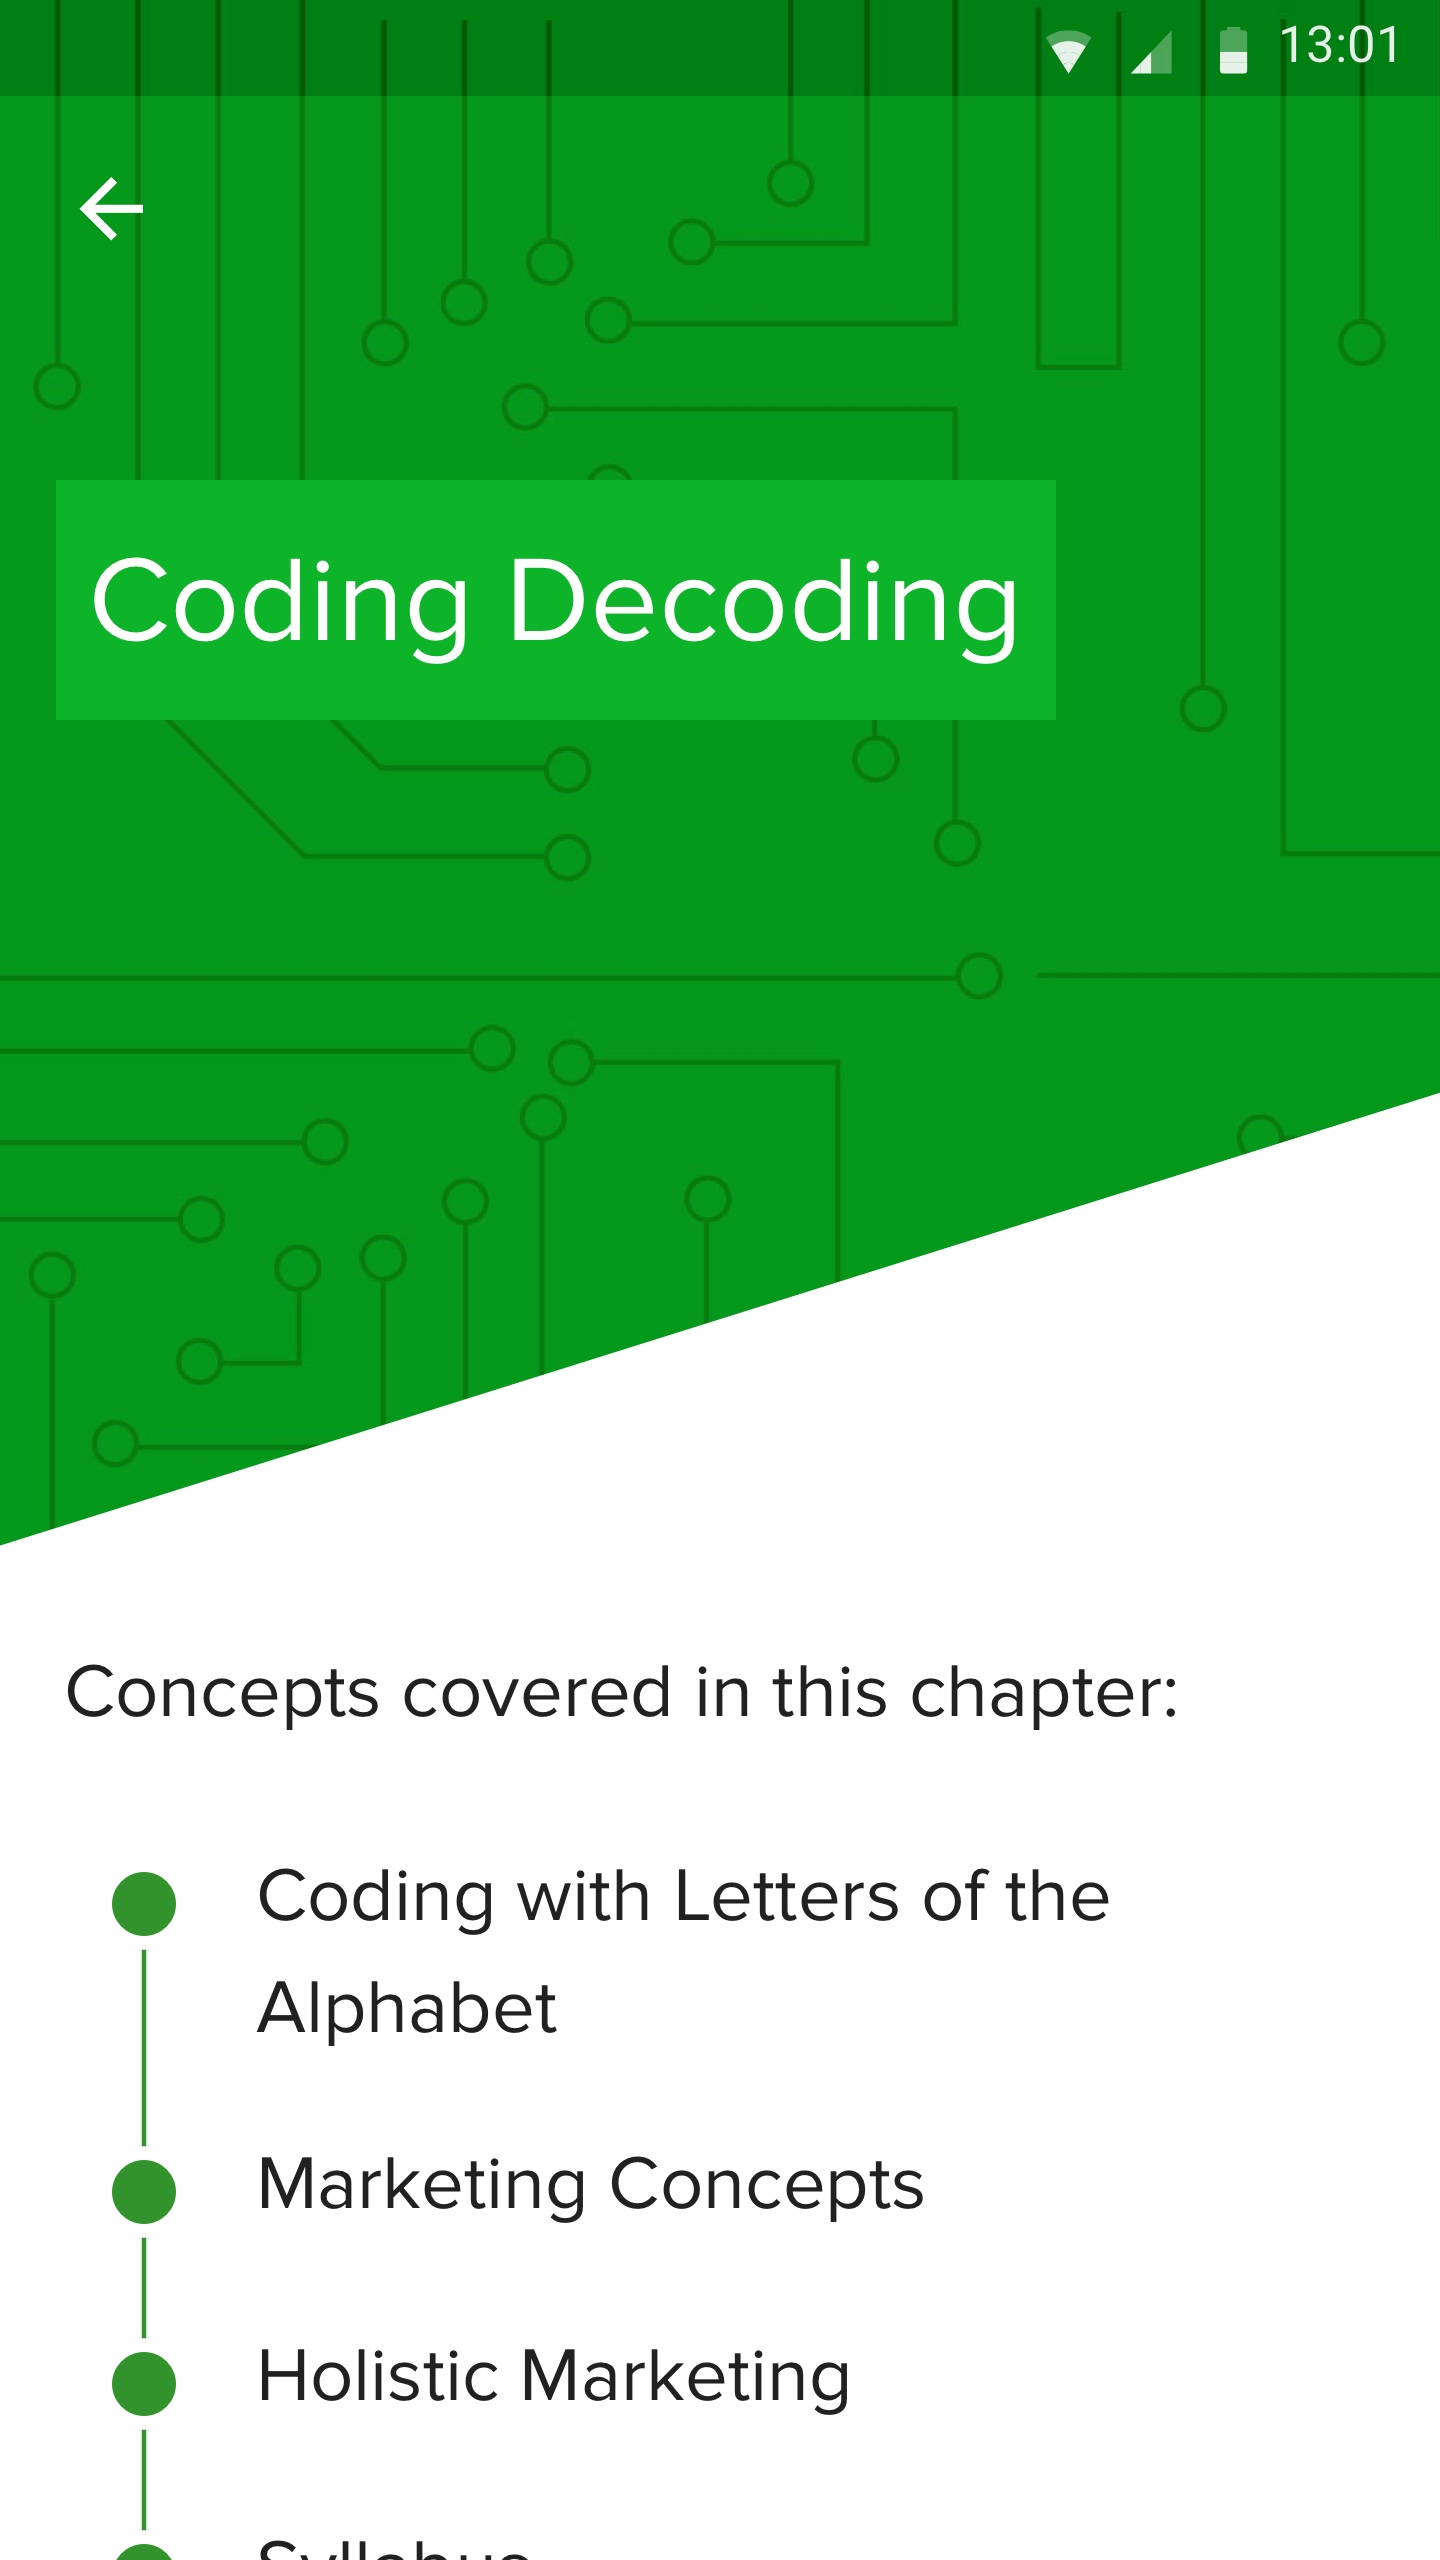 13:01
Coding Decoding
Concepts covered in this chapter:
Coding with Letters of the
Alphabet
Marketing Concepts
Holistic Marketing
Syllabus